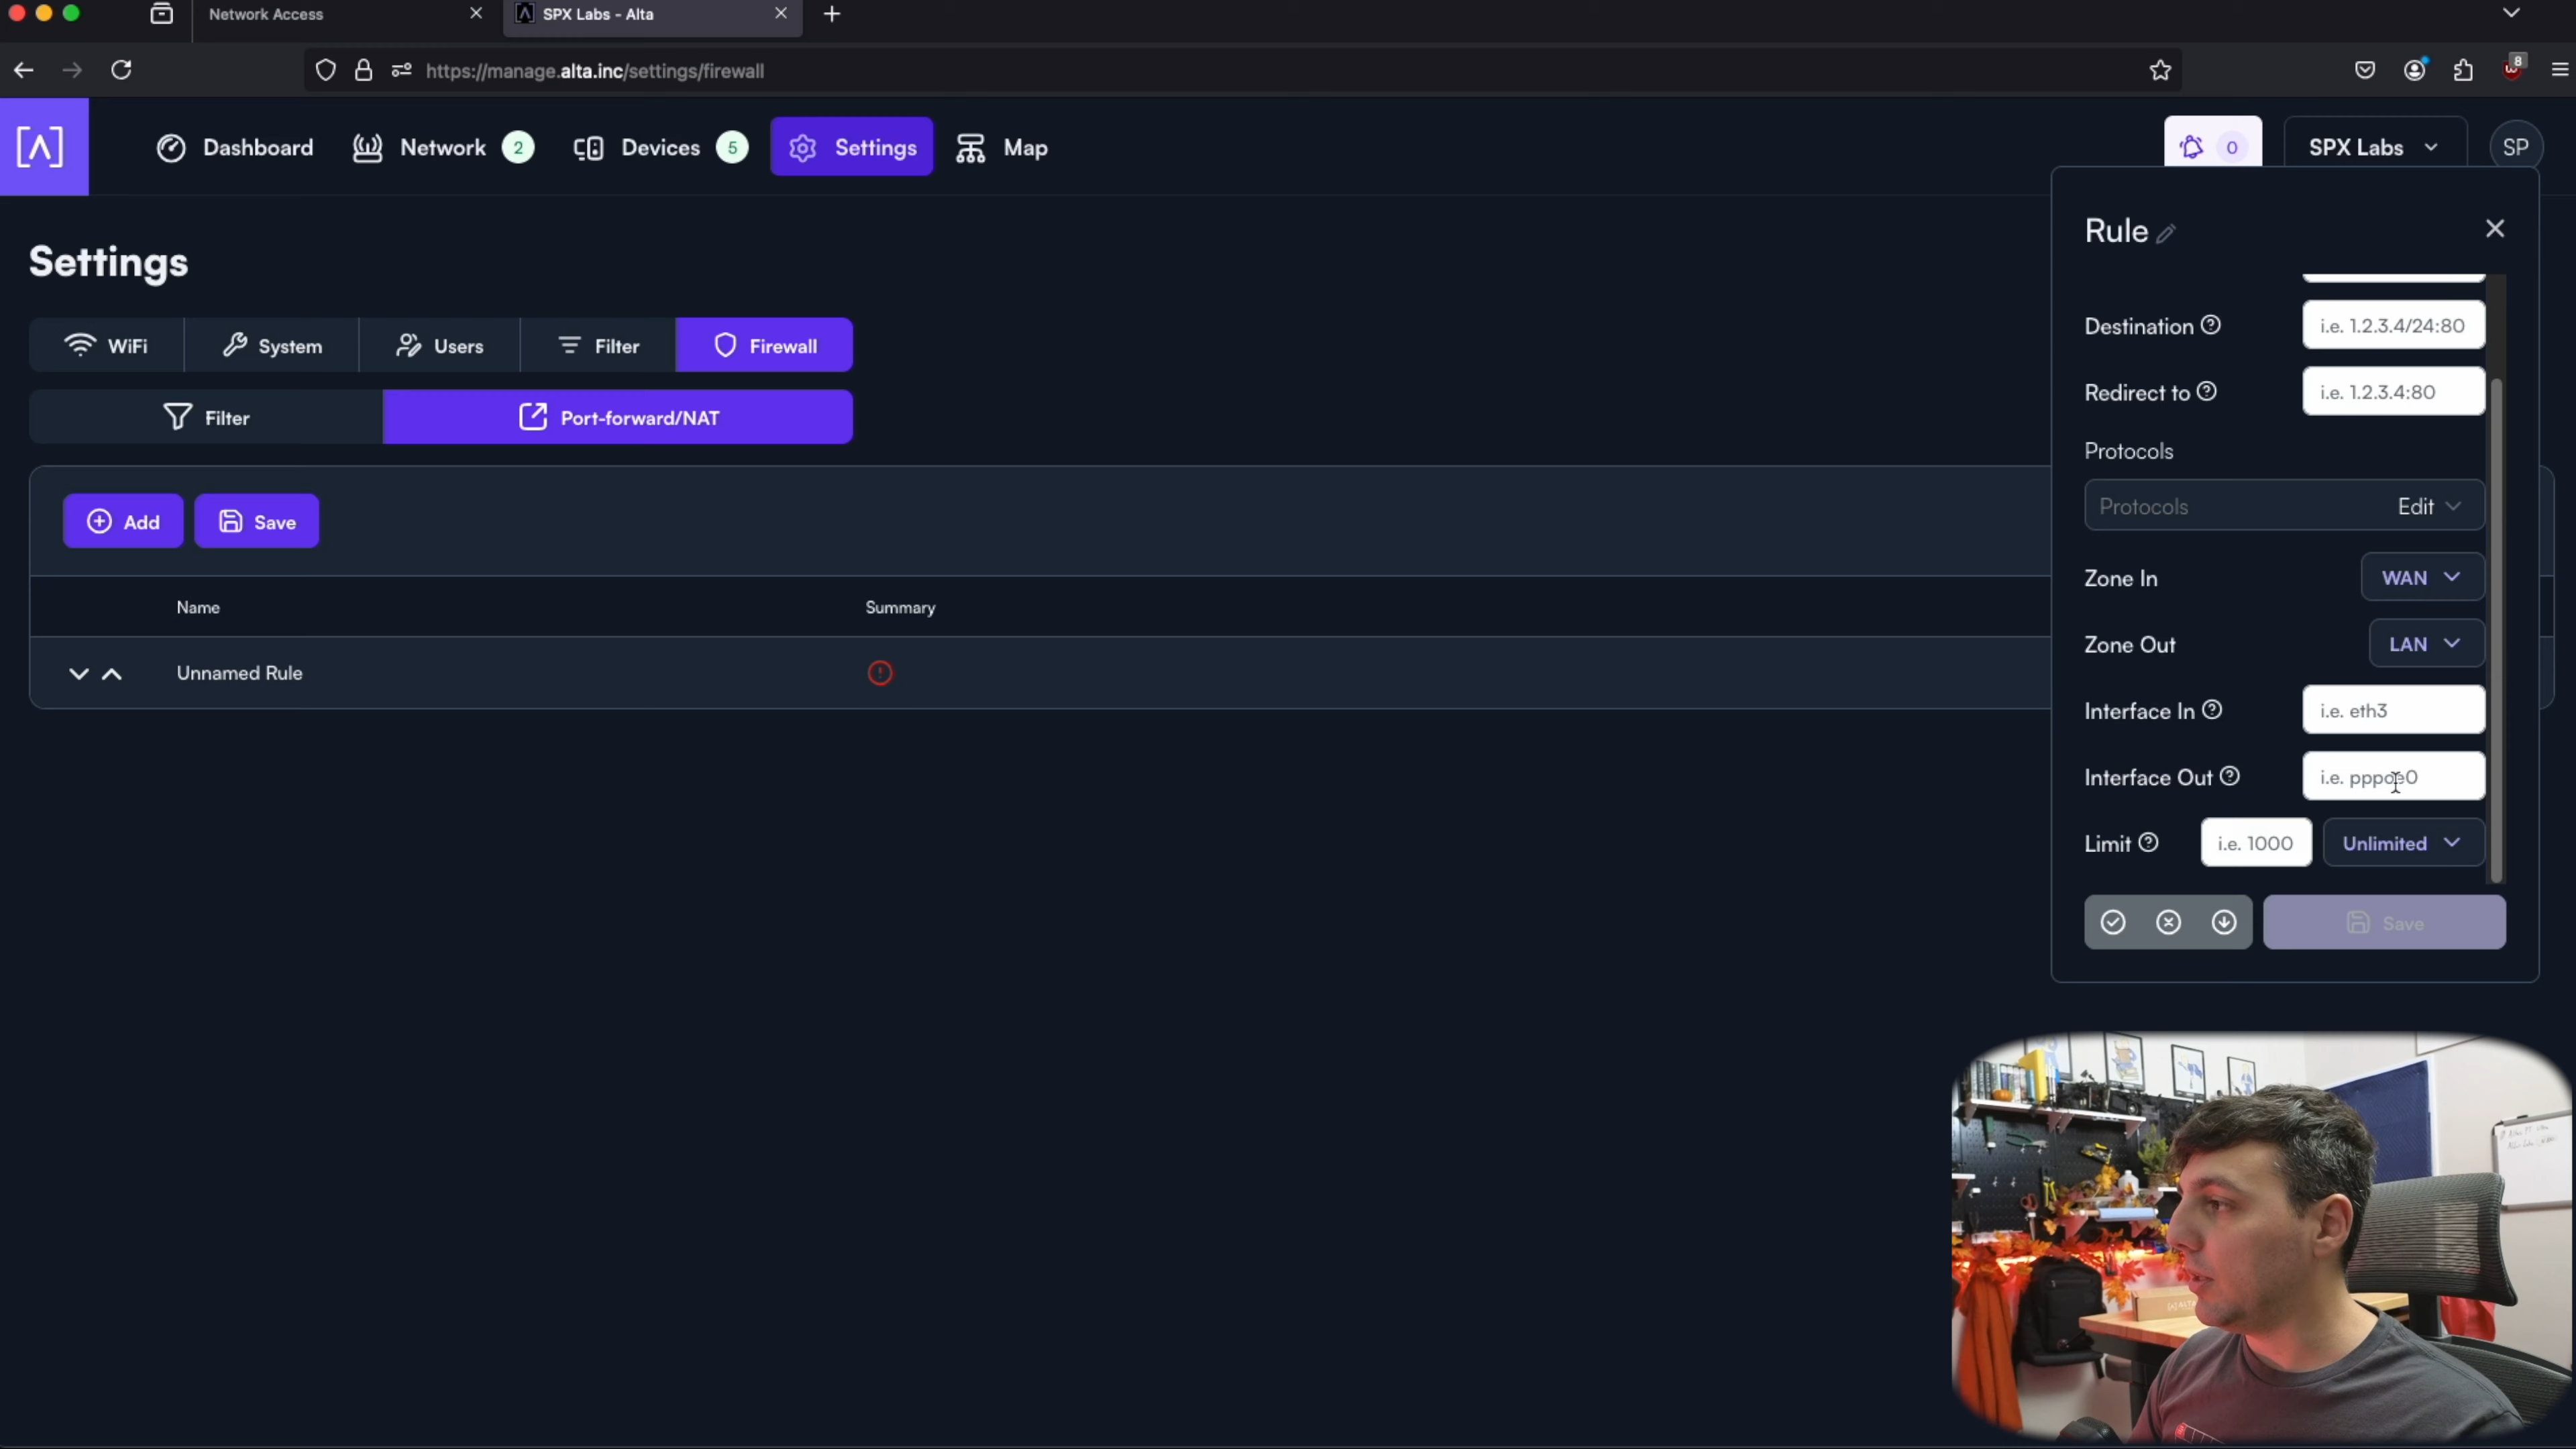 Network Access
SPX Labs - Alta
https://manage.alta.inc/settings/firewall
8
Dashboard
Network 2
Devices 5
Settings
Map
0
SPX Labs
SP
Settings
WiFi
System
Users
Filter
Firewall
Filter
Port-forward/NAT
Add
Save
Name
Summary
Unnamed Rule
Rule
Destination
i.e. 1.2.3.4/24:80
Redirect to
i.e. 1.2.3.4:80
Protocols
Protocols
Edit
Zone In
WAN
Zone Out
LAN
Interface In
i.e. eth3
Interface Out
i.e. pppoe0
Limit
i.e. 1000
Unlimited
Save